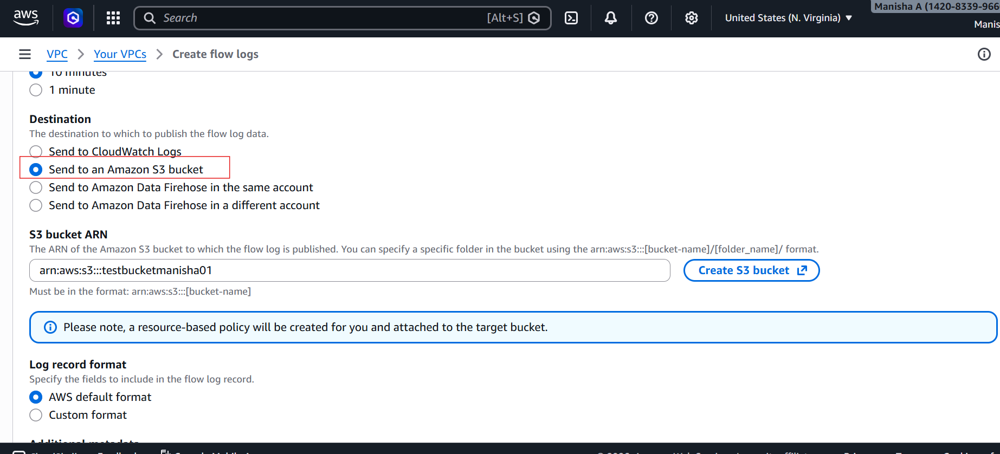 aws
Search
[Alt+S]
United States (N. Virginia)
Manisha A (1420-8339-966
Manis
VPC
Your VPCs
Create flow logs
10 minutes
1 minute
Destination
The destination to which to publish the flow log data.
Send to CloudWatch Logs
Send to an Amazon S3 bucket
Send to Amazon Data Firehose in the same account
Send to Amazon Data Firehose in a different account
S3 bucket ARN
The ARN of the Amazon S3 bucket to which the flow log is published. You can specify a specific folder in the bucket using the arn:aws:s3:::[bucket-name]/[folder_name]/ format.
arn:aws:s3:::testbucketmanisha01
Create S3 bucket
Must be in the format: arn:aws:s3:::[bucket-name]
Please note, a resource-based policy will be created for you and attached to the target bucket.
Log record format
Specify the fields to include in the flow log record.
AWS default format
Custom format
Additional metadata